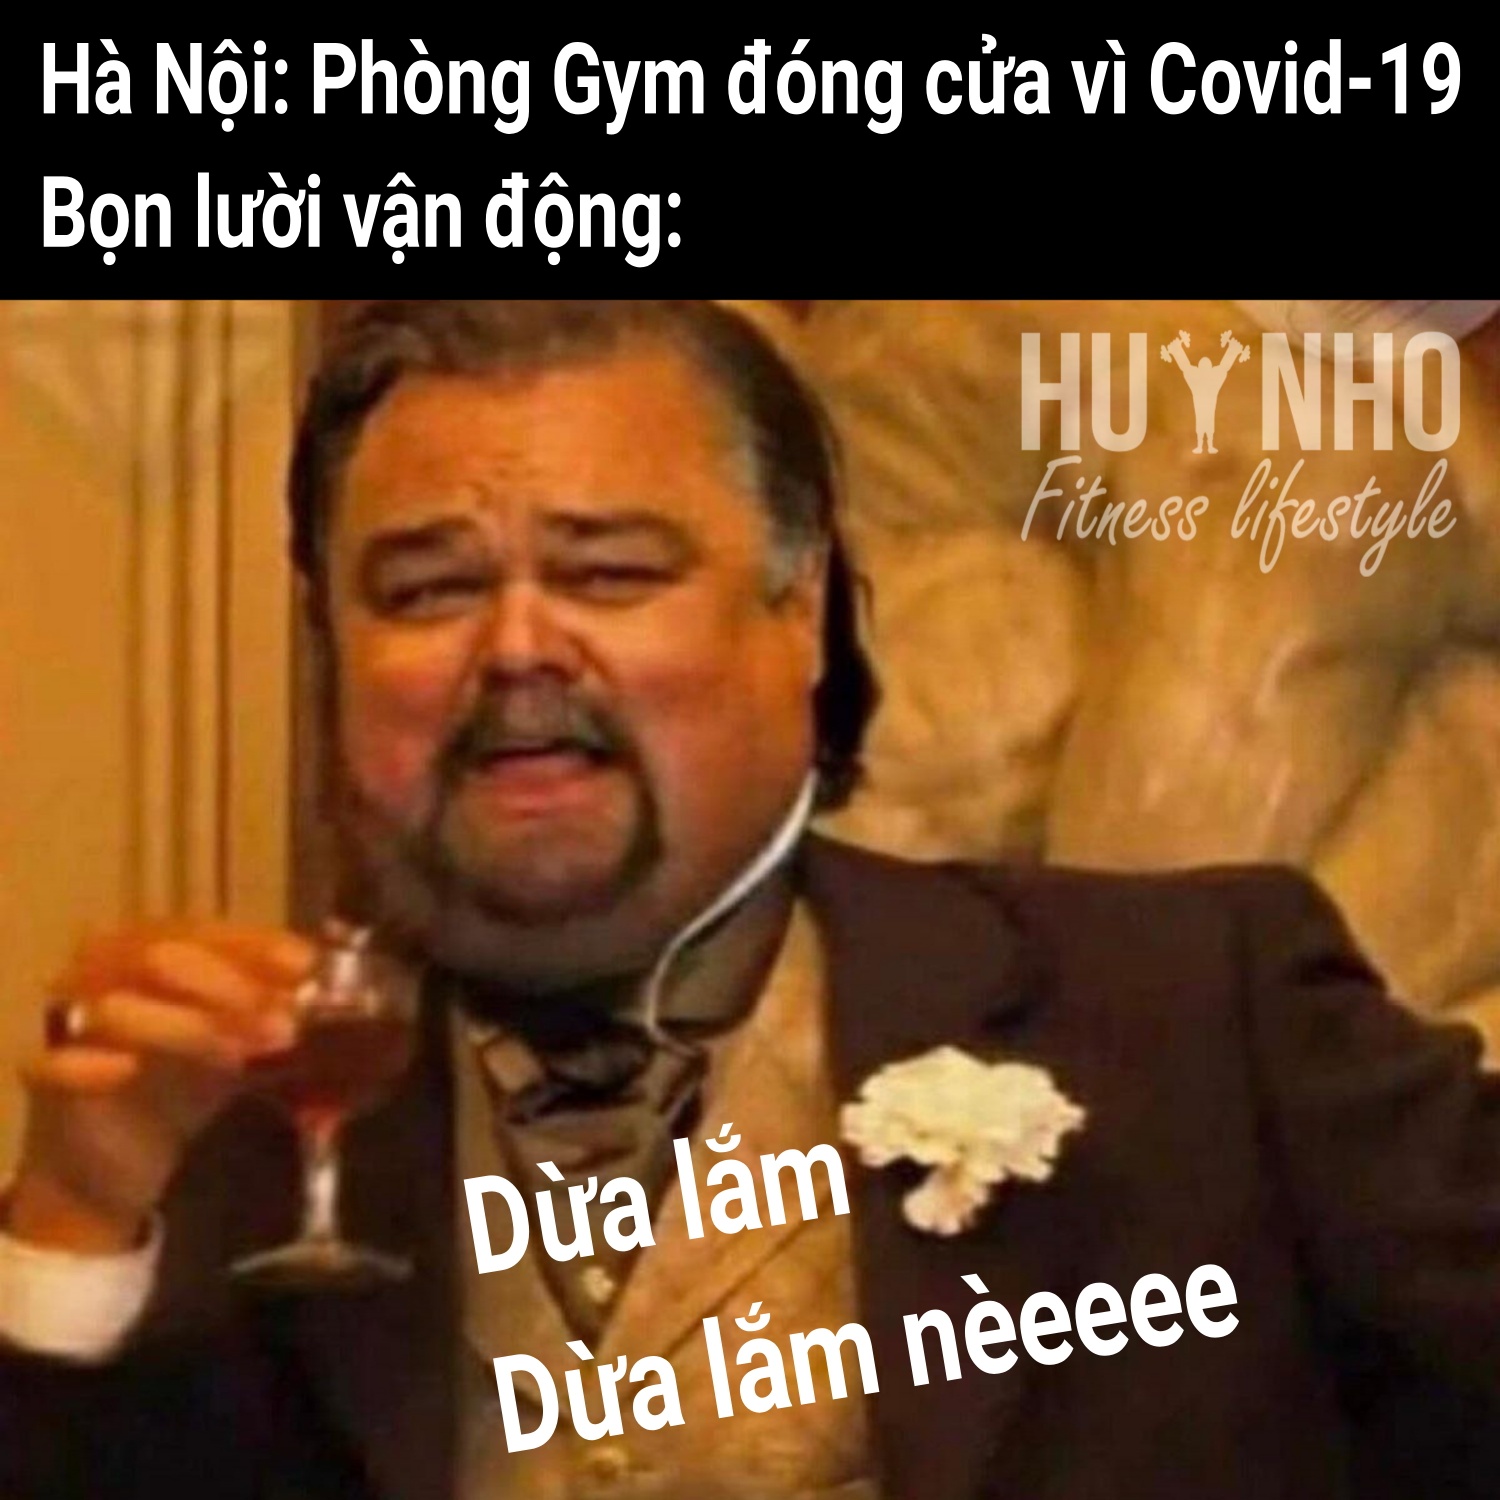 Hà Nội: Phòng Gym đóng cửa vì Covid-19
Bọn lười vận động:
HUYNHO
Fitness lifestyle
Dừa lắm
Dừa lắm nèeeee